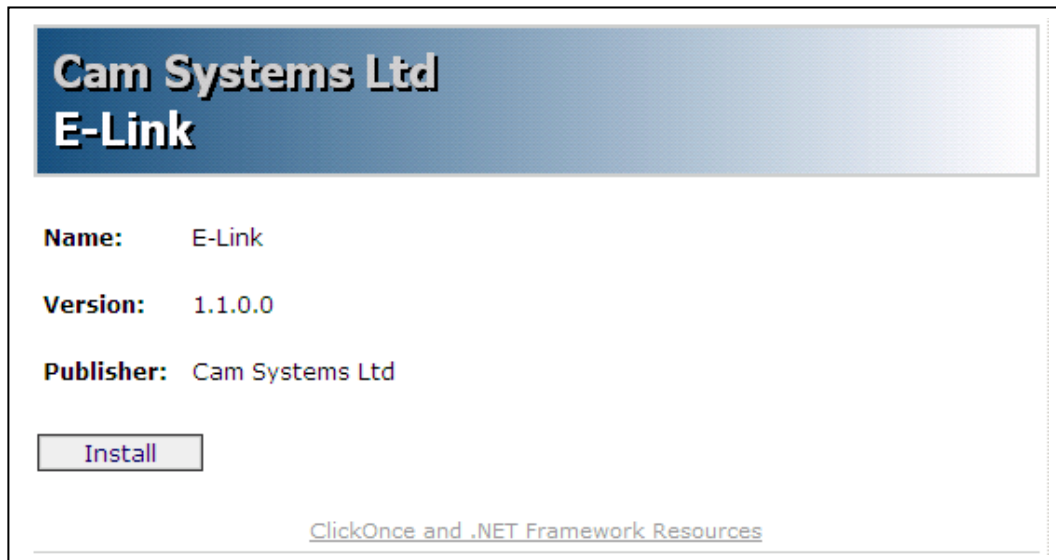 Cam Systems Ltd
E-Link
Name: E-Link
Version: 1.1.0.0
Publisher: Cam Systems Ltd
Install
ClickOnce and .NET Framework Resources